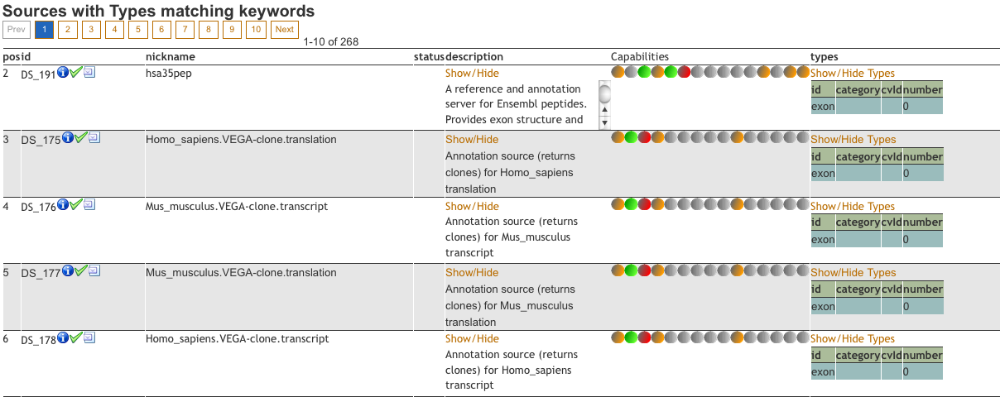 Sources with Types matching keywords
Prev 1 2 3 4 5 6 7 8 9 10 Next
1-10 of 268
pos id nickname status description Capabilities types
2 DS_191 hsa35pep Show/Hide Show/Hide Types
A reference and annotation id category cvId number
server for Ensembl peptides. exon 0
Provides exon structure and
3 DS_175 Homo_sapiens.VEGA-clone.translation Show/Hide Show/Hide Types
Annotation source (returns id category cvId number
clones) for Homo_sapiens exon 0
translation
4 DS_176 Mus_musculus.VEGA-clone.transcript Show/Hide Show/Hide Types
Annotation source (returns id category cvId number
clones) for Mus_musculus exon 0
transcript
5 DS_177 Mus_musculus.VEGA-clone.translation Show/Hide Show/Hide Types
Annotation source (returns id category cvId number
clones) for Mus_musculus exon 0
translation
6 DS_178 Homo_sapiens.VEGA-clone.transcript Show/Hide Show/Hide Types
Annotation source (returns id category cvId number
clones) for Homo_sapiens exon 0
transcript